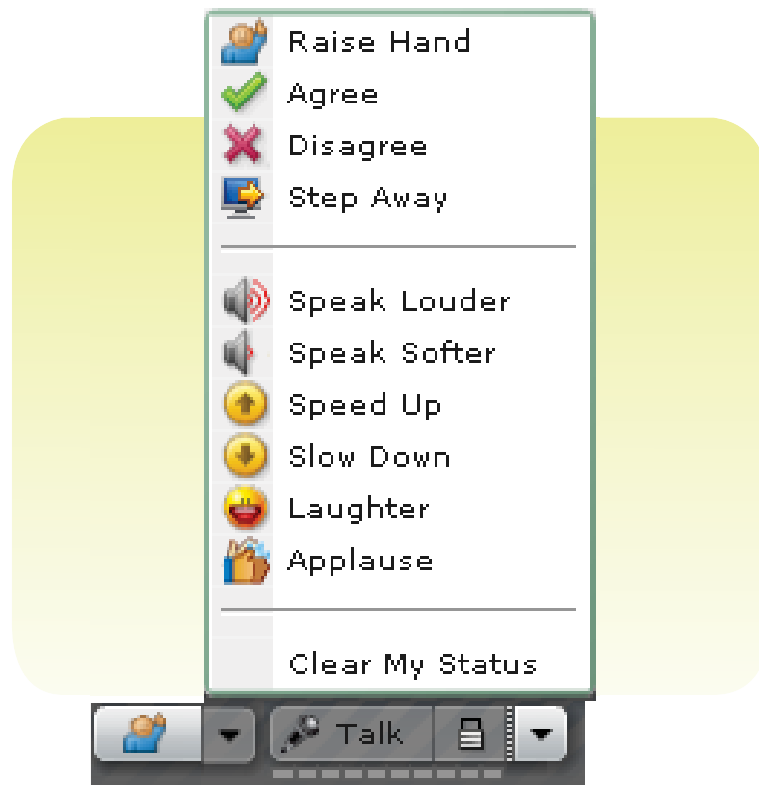 Raise Hand
Agree
Disagree
Step Away
Speak Louder
Speak Softer
Speed Up
Slow Down
Laughter
Applause
Clear My Status
Talk